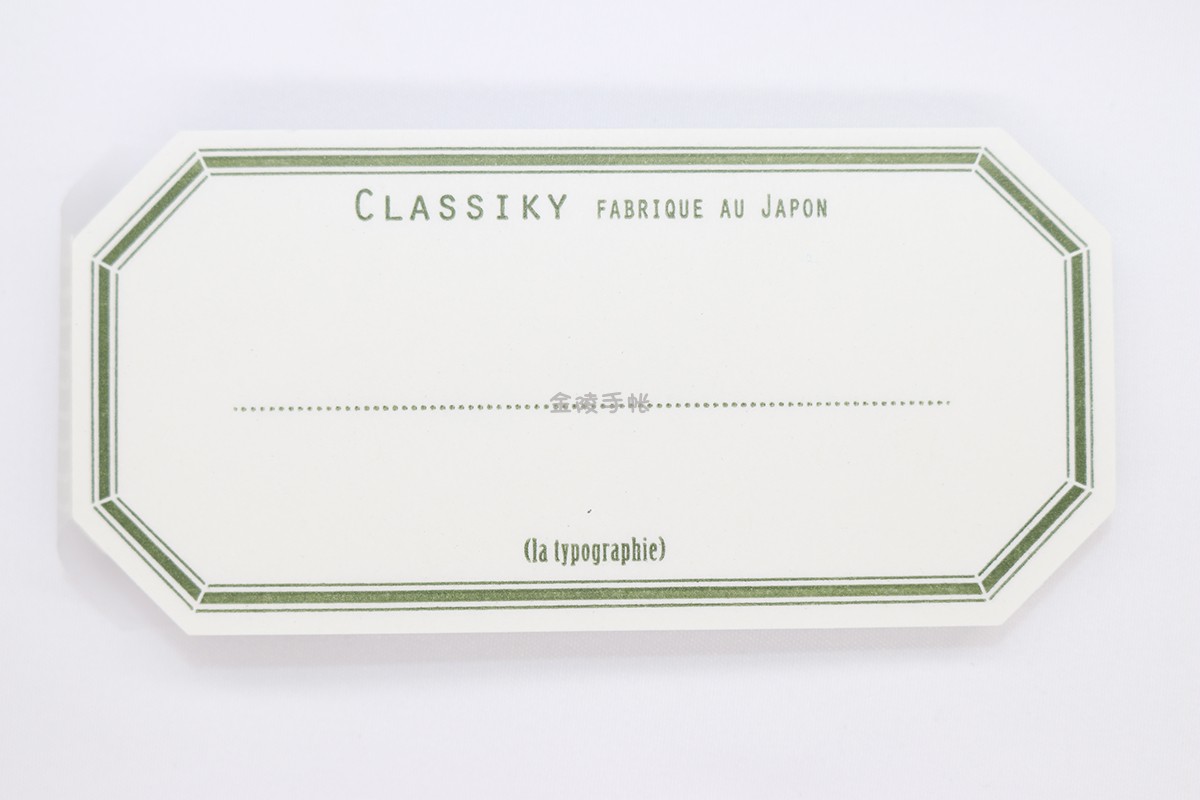 CLASSIKY FABRIQUE AU JAPON
金陵手帐
(la typographie)